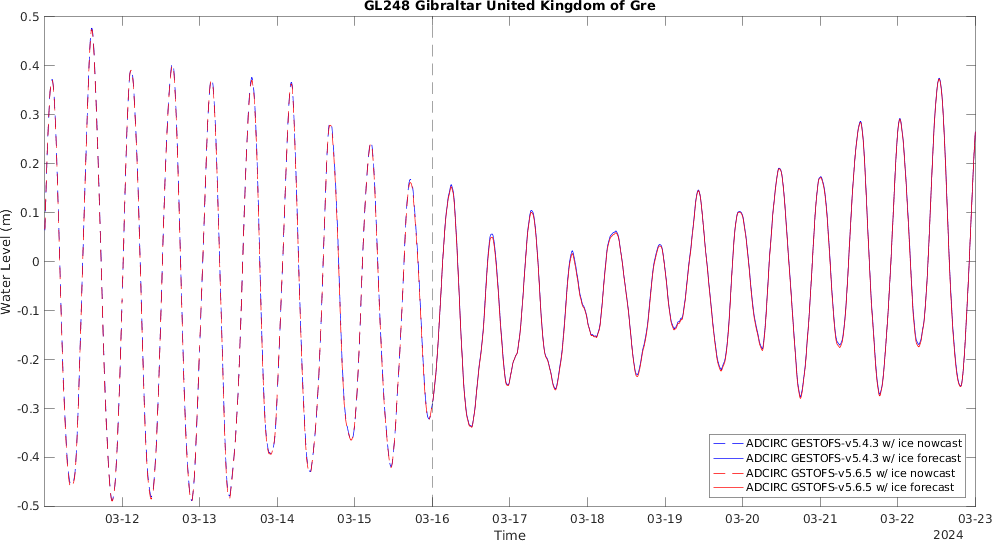 GL248 Gibraltar United Kingdom of Gre
0.5
0.4
0.3
0.2
0.1
0
-0.1
-0.2
-0.3
-0.4
-0.5
Water Level (m)
03-12 03-13 03-14 03-15 03-16 03-17 03-18 03-19 03-20 03-21 03-22 03-23
Time
2024
ADCIRC GESTOFS-v5.4.3 w/ ice nowcast
ADCIRC GESTOFS-v5.4.3 w/ ice forecast
ADCIRC GSTOFS-v5.6.5 w/ ice nowcast
ADCIRC GSTOFS-v5.6.5 w/ ice forecast